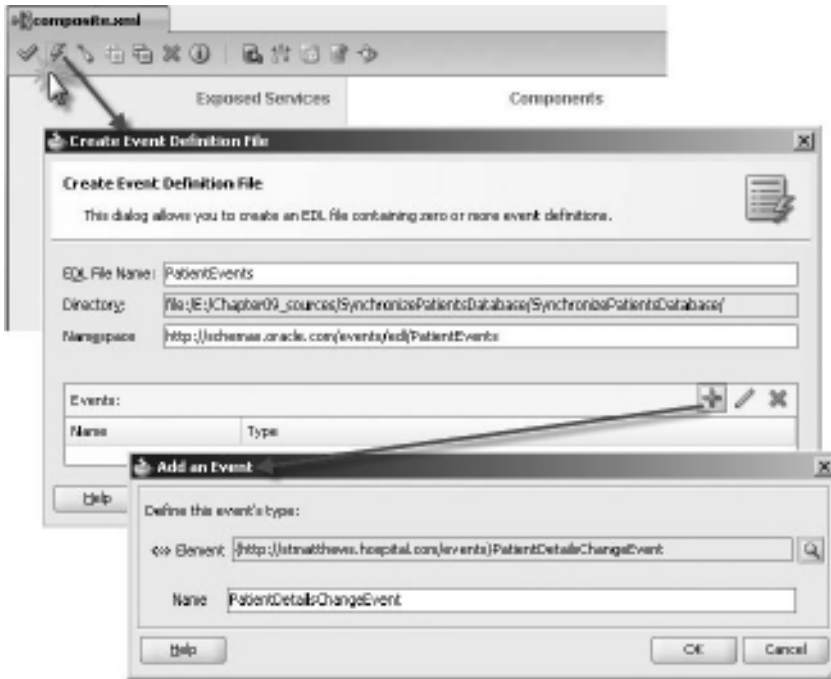 composite.xml
Exposed Services
Components
Create Event Definition File
Create Event Definition File
This dialog allows you to create an EDL file containing zero or more event definitions.
EDL File Name: PatientEvents
Directory: file:/E:/Chapter09_sources/SynchronizePatientsDatabase/SynchronizePatientsDatabase/
Namespace http://schemas.oracle.com/events/edl/PatientEvents
Events:
Name Type
Help
Add an Event
Define this event's type:
<> Element {http://stmatthews.hospital.com/events}PatientDetailsChangeEvent
Name PatientDetailsChangeEvent
Help OK Cancel